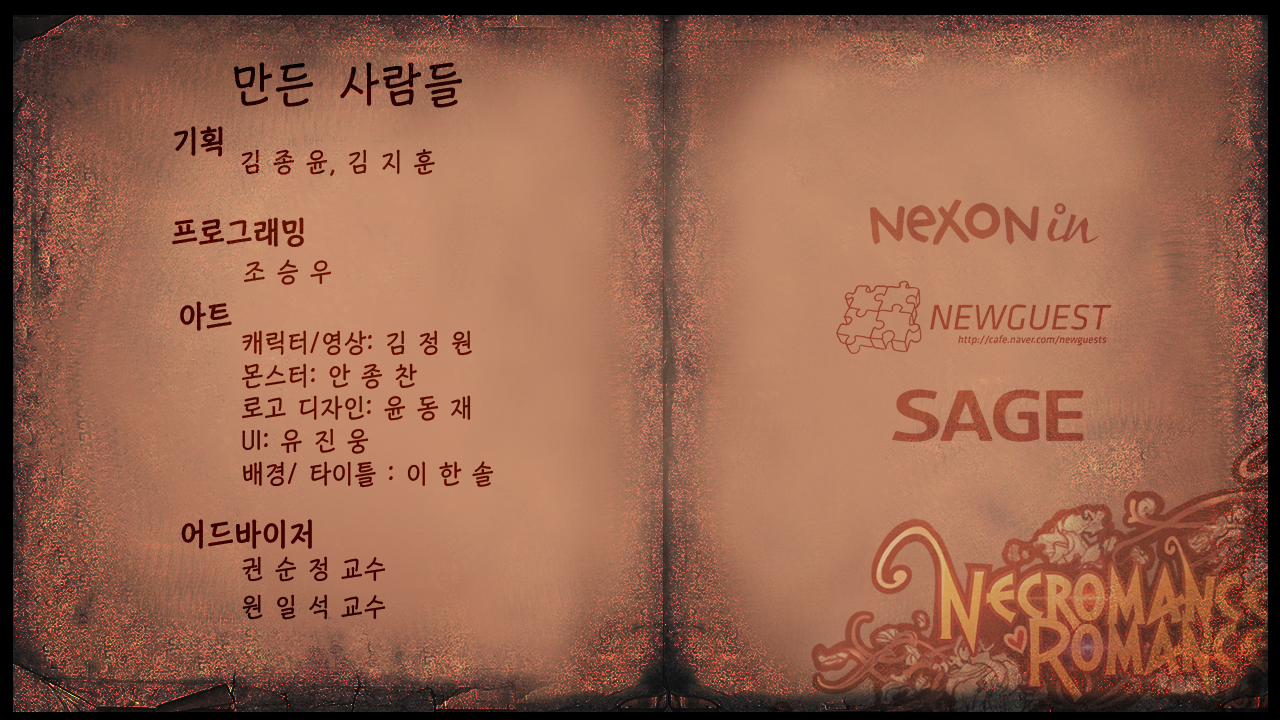 만든 사람들
기획
김 종 윤, 김 지 훈
프로그래밍
조 승 우
아트
캐릭터/영상: 김 정 원
몬스터: 안 종 찬
로고 디자인: 윤 동 재
UI: 유 진 웅
배경/ 타이틀 : 이 한 솔
어드바이저
권 순 정 교수
원 일 석 교수
NEXON in
NEWGUEST
http://cafe.naver.com/newguests
SAGE
NECROMANCE
ROMANC